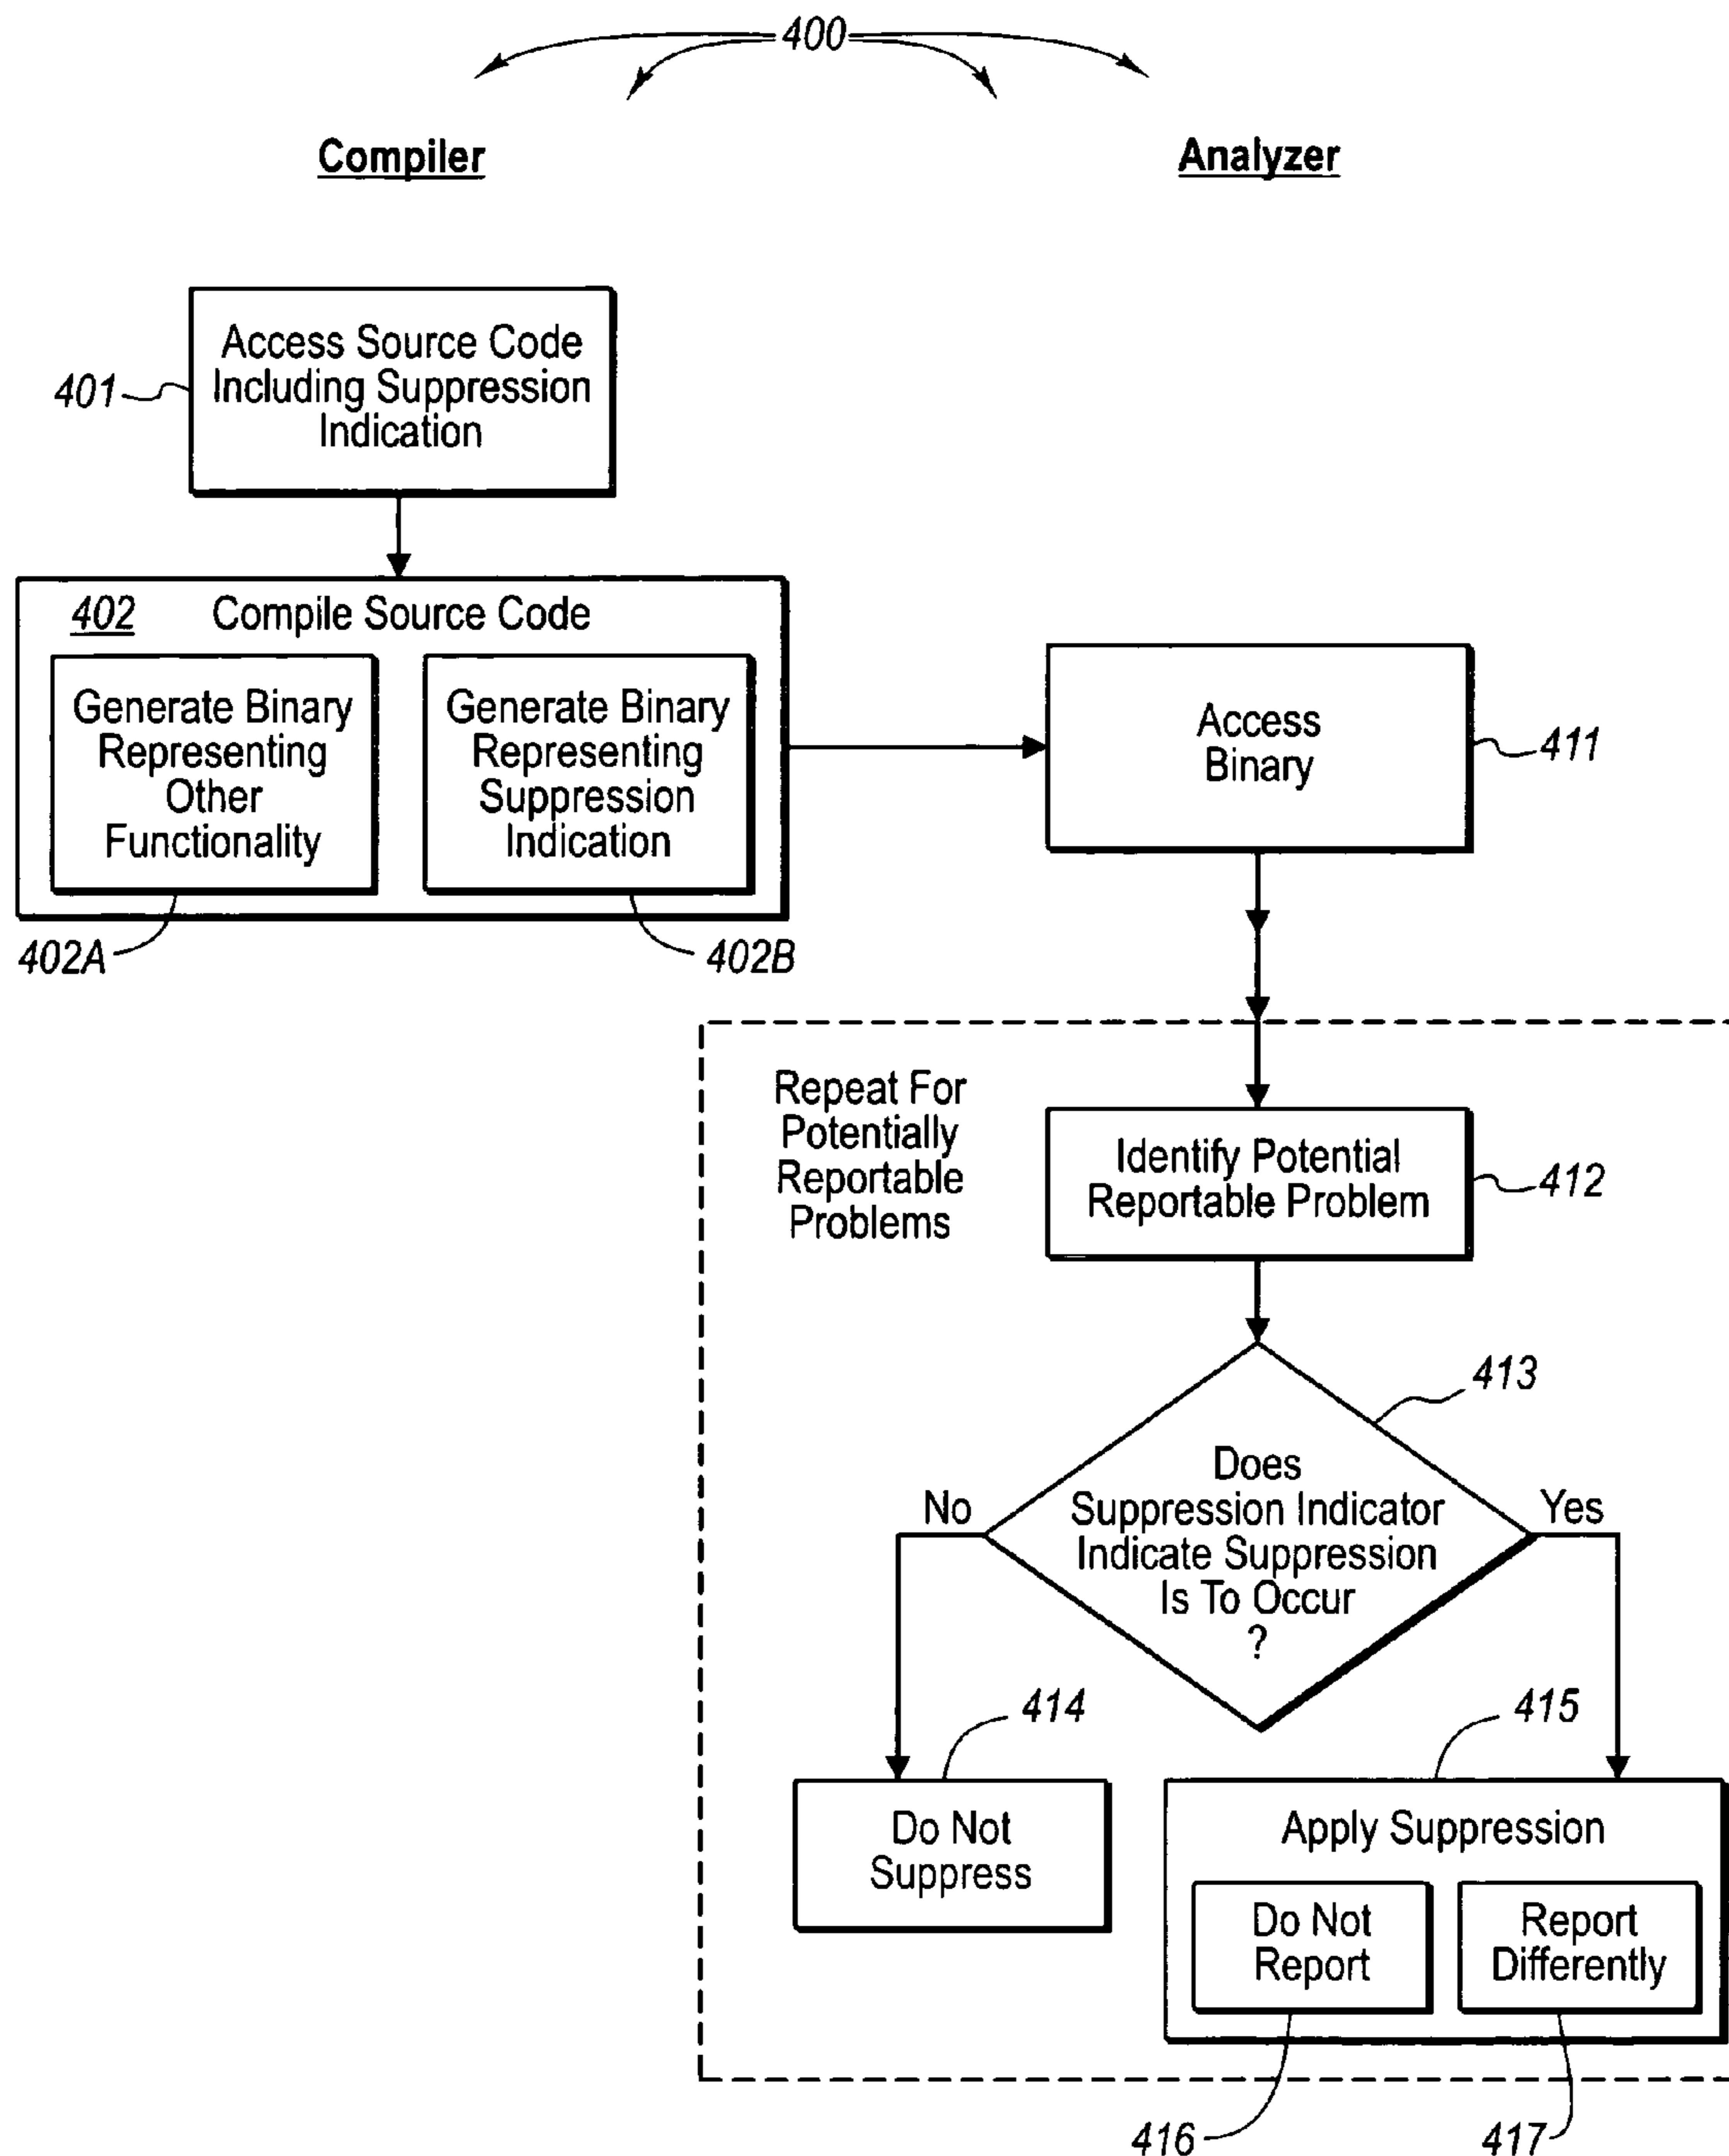 400
Compiler
Analyzer
Access Source Code
Including Suppression
Indication
401
402 Compile Source Code
Generate Binary
Representing
Other
Functionality
Generate Binary
Representing
Suppression
Indication
402A
402B
Access
Binary
411
Repeat For
Potentially
Reportable
Problems
Identify Potential
Reportable Problem
412
413
Does
Suppression Indicator
Indicate Suppression
Is To Occur
?
No
Yes
414
415
Do Not
Suppress
Apply Suppression
Do Not
Report
Report
Differently
416
417